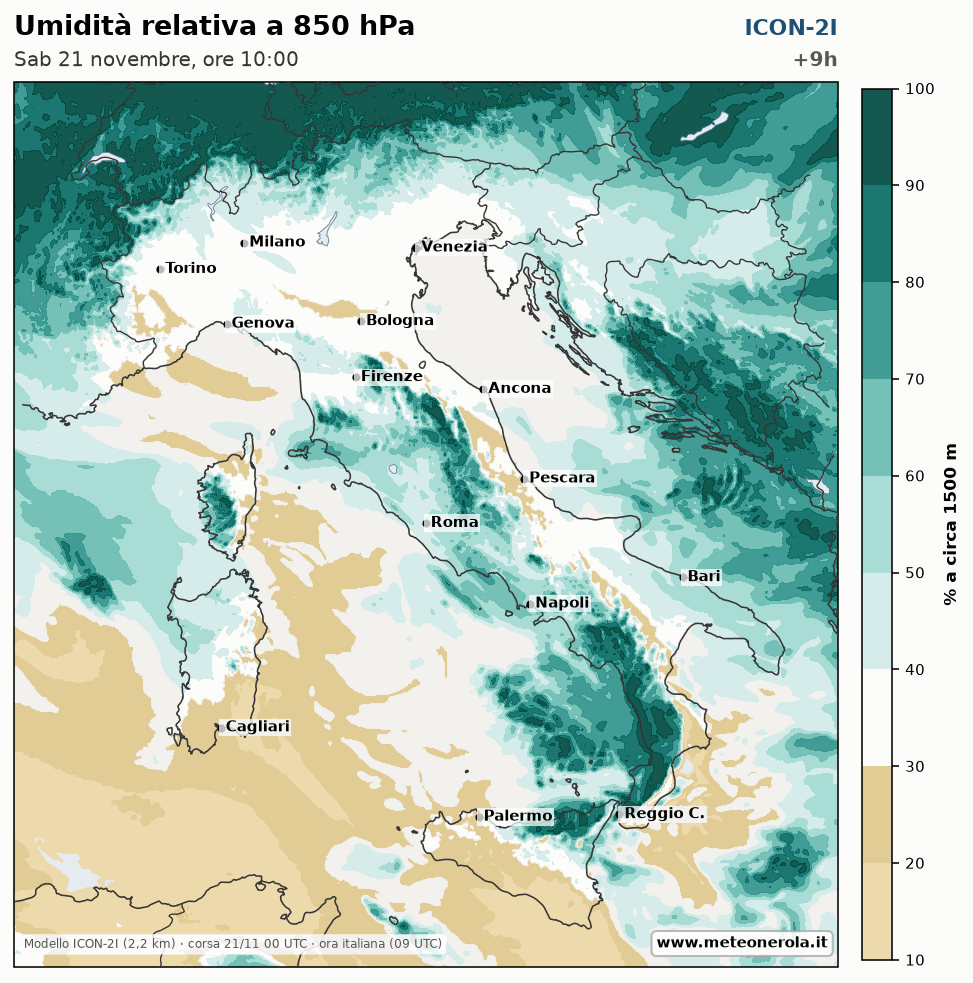 Umidità relativa a 850 hPa
ICON-2I
Sab 21 novembre, ore 10:00
+9h
100
90
80
70
60
50
40
30
20
10
% a circa 1500 m
Milano
Venezia
Torino
Genova
Bologna
Firenze
Ancona
Pescara
Roma
Bari
Napoli
Cagliari
Palermo
Reggio C.
Modello ICON-2I (2,2 km) · corsa 21/11 00 UTC · ora italiana (09 UTC)
www.meteonerola.it